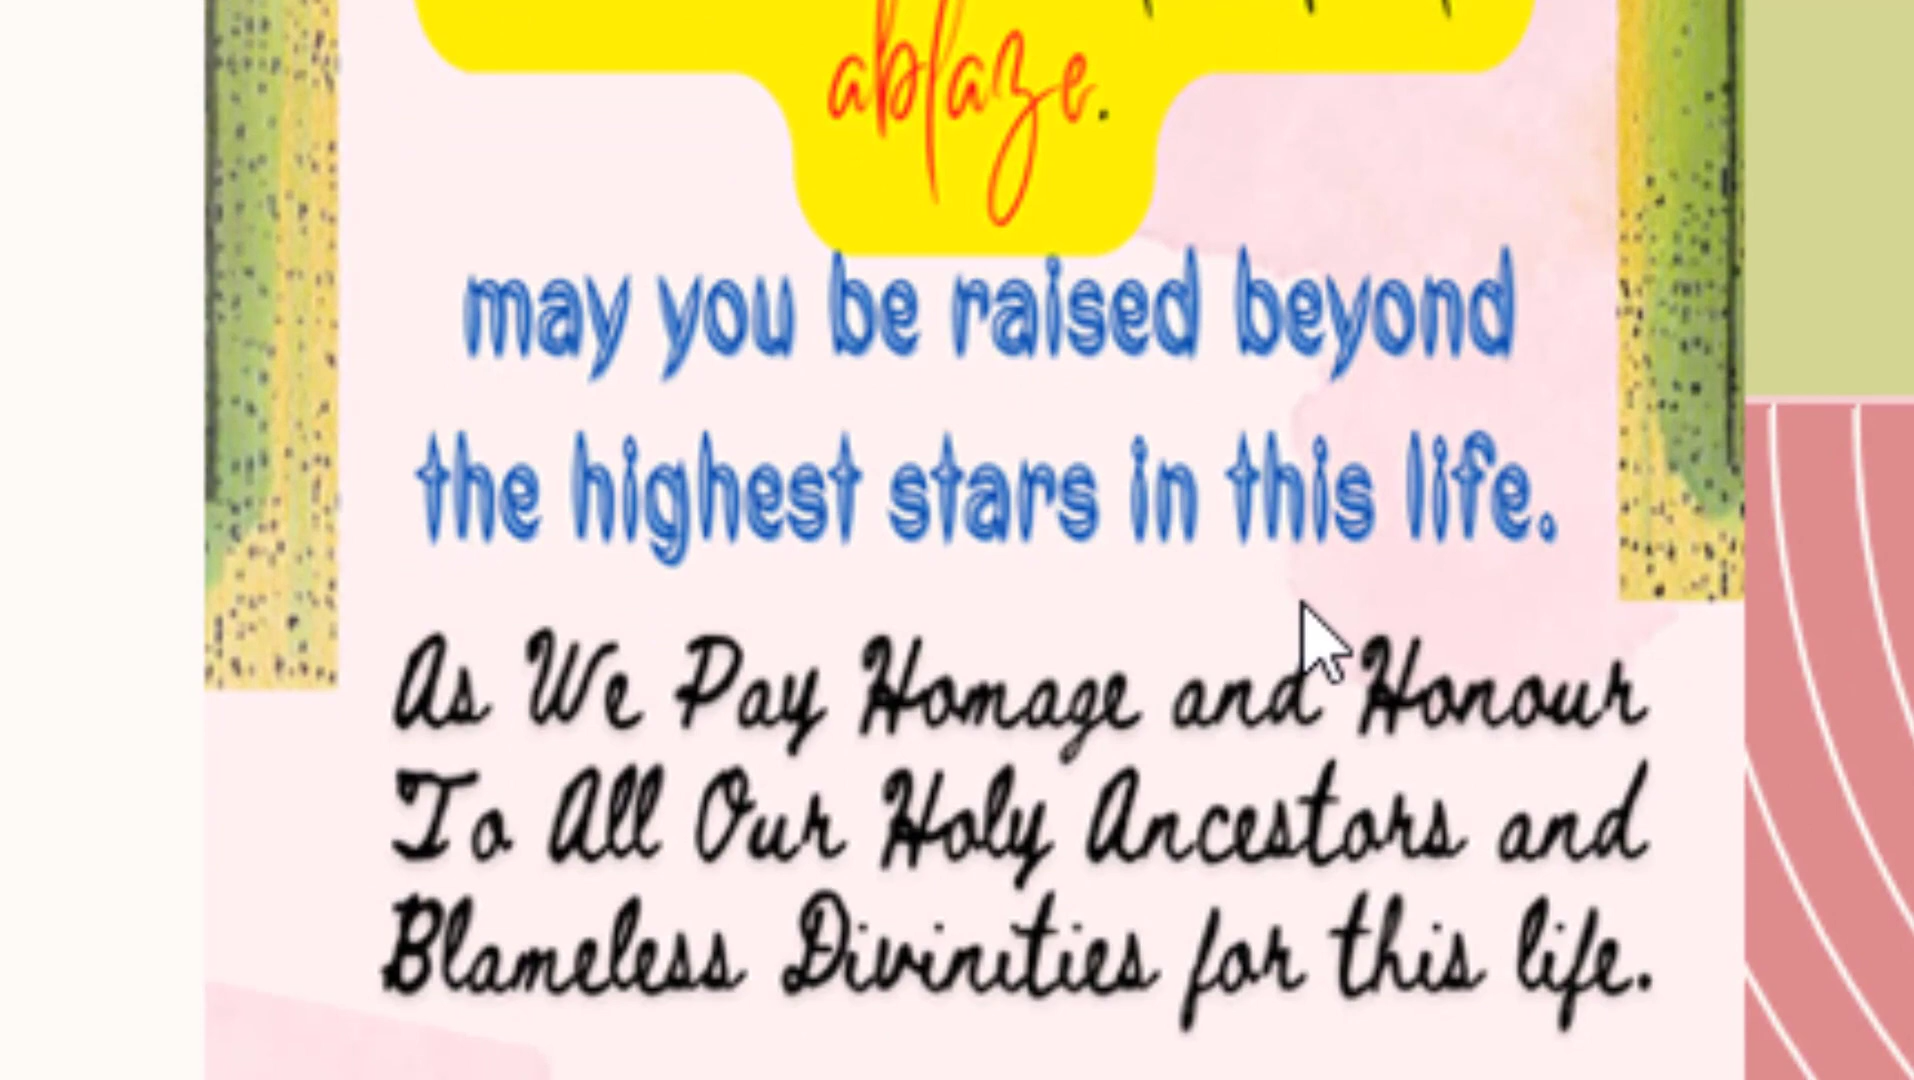 ablaze.
may you be raised beyond
the highest stars in this life.
As We Pay Homage and Honour
To All Our Holy Ancestors and
Blameless Divinities for this life.